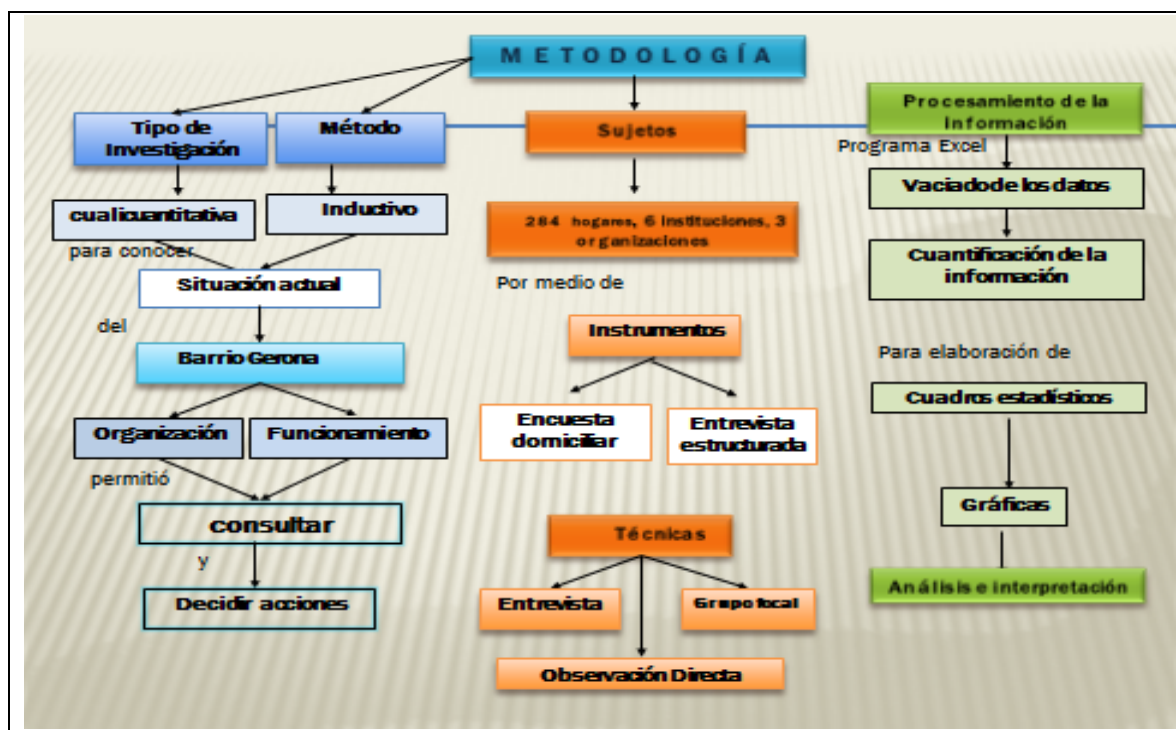 METODOLOGÍA
Tipo de
Investigación
Método
cualicuantitativa
Inductivo
para conocer
Situación actual
del
Barrio Gerona
Organización
Funcionamiento
permitió
consultar
y
Decidir acciones
Sujetos
284 hogares, 6 instituciones, 3
organizaciones
Por medio de
Instrumentos
Encuesta
domiciliar
Entrevista
estructurada
Técnicas
Entrevista
Grupo focal
Observación Directa
Procesamiento de la
Información
Programa Excel
Vaciado de los datos
Cuantificación de la
información
Para elaboración de
Cuadros estadísticos
Gráficas
Análisis e interpretación